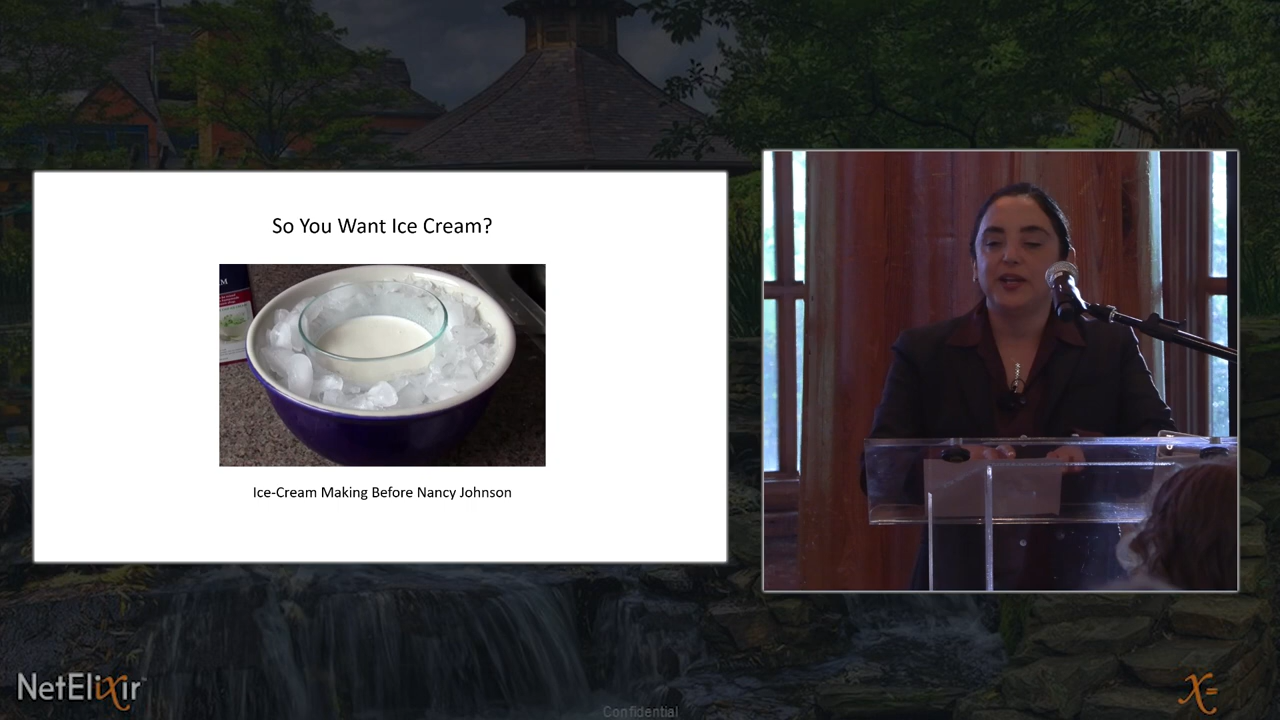 So You Want Ice Cream?
Ice-Cream Making Before Nancy Johnson
NetElixir
X=
Confidential